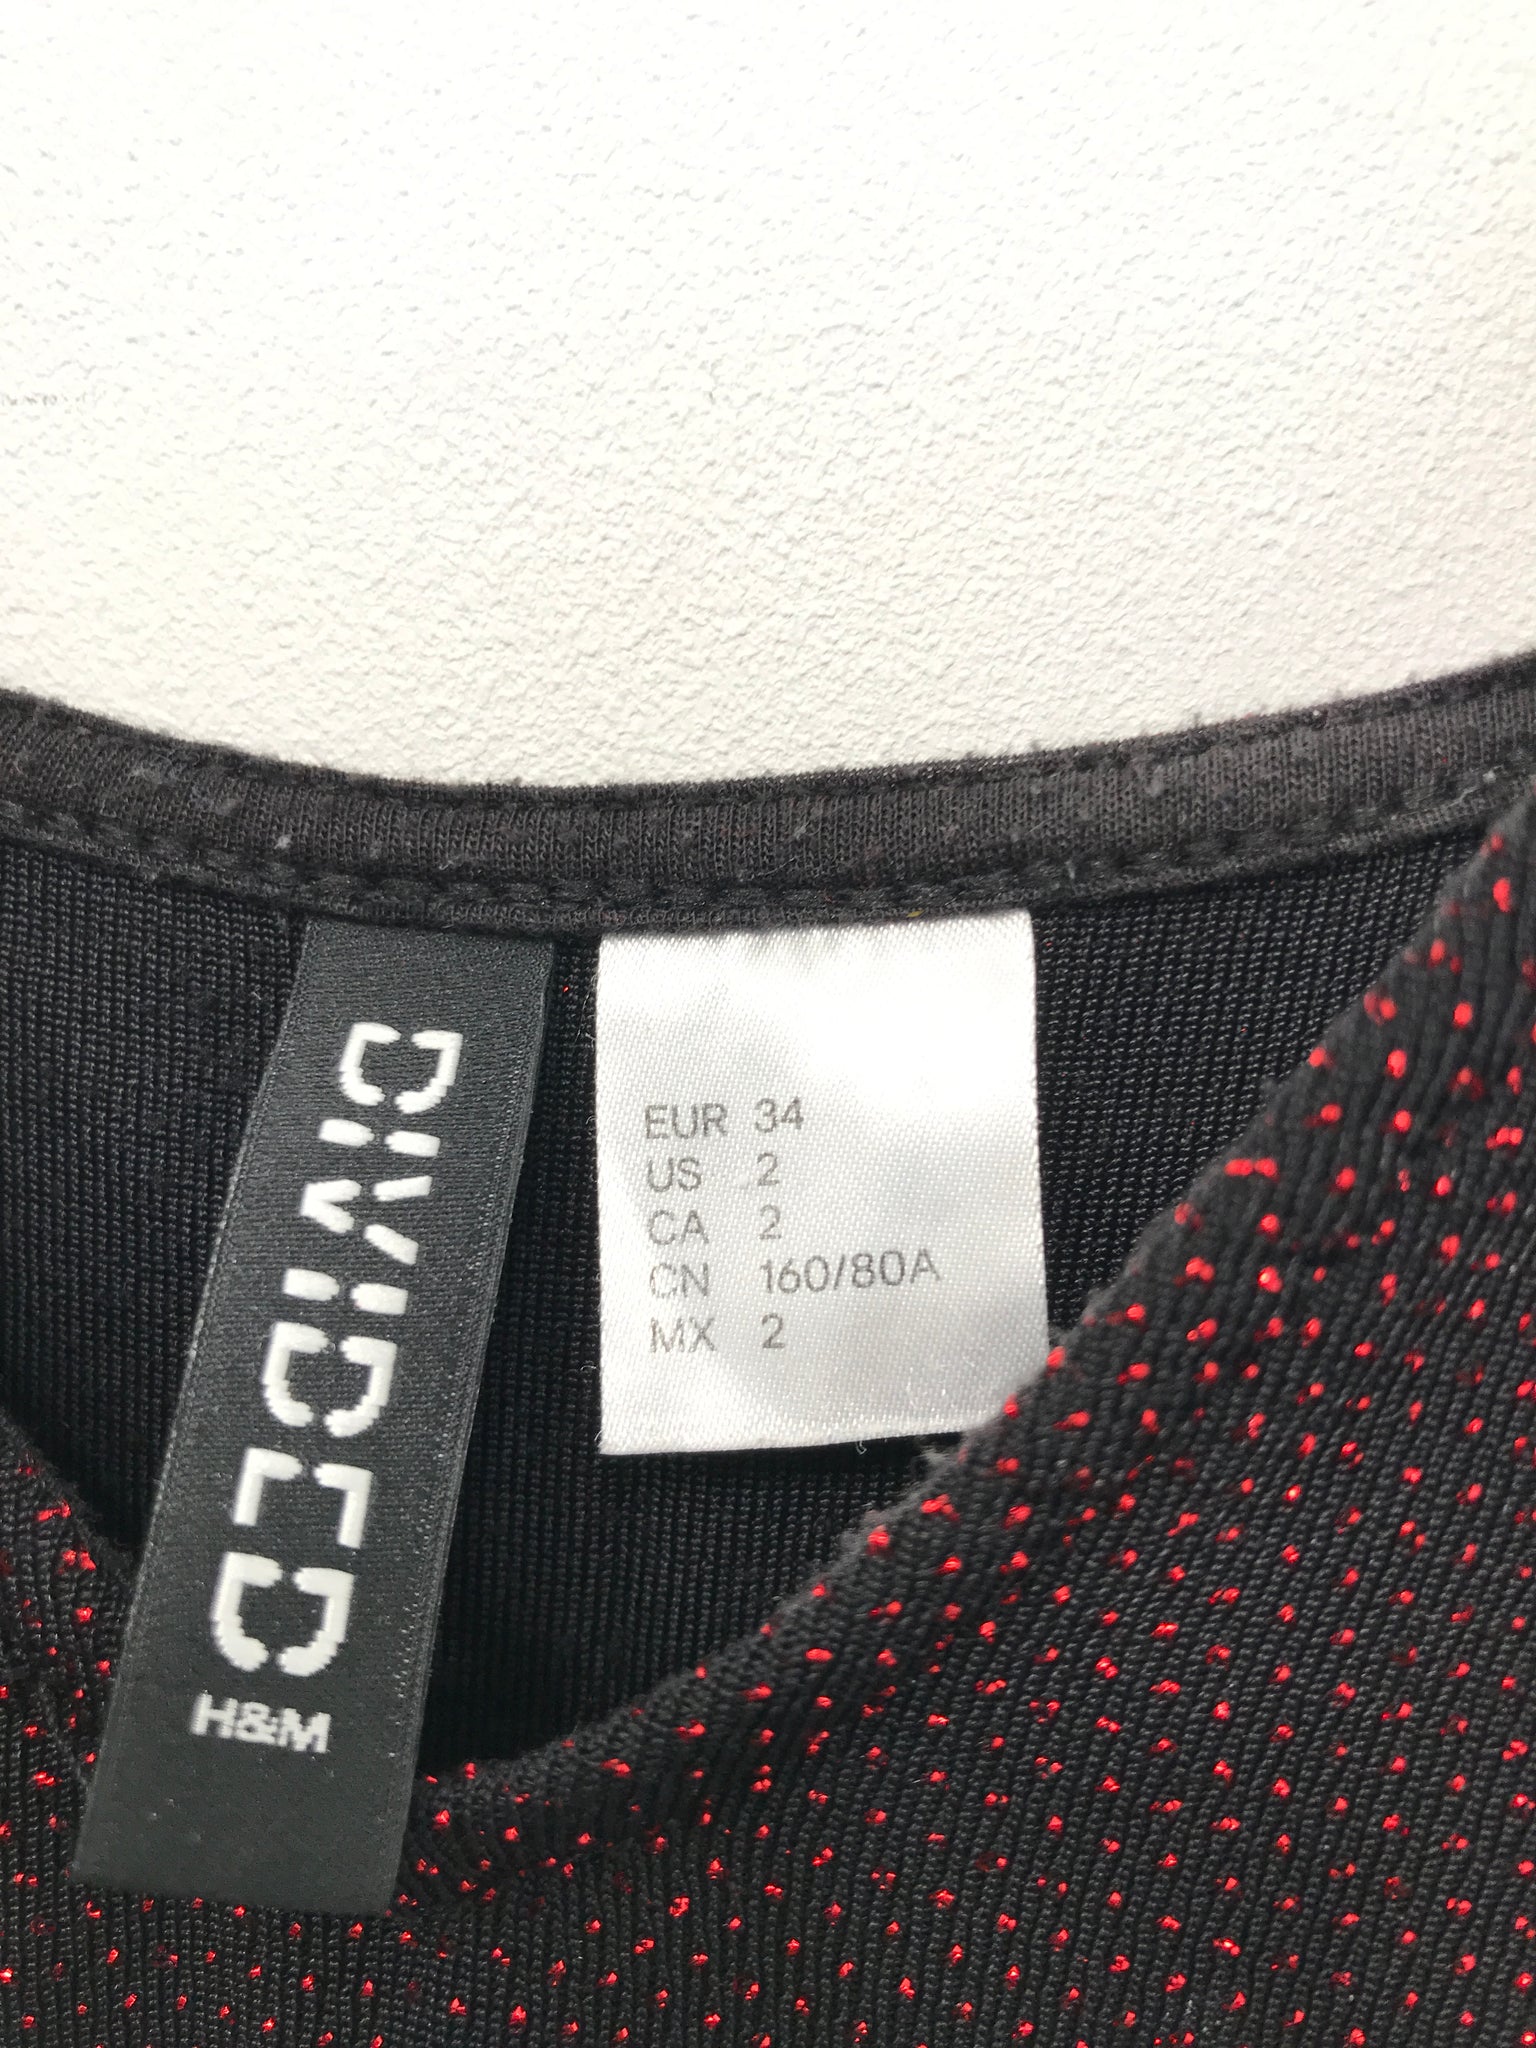 DIVIDED
H&M
EUR 34
US 2
CA 2
CN 160/80A
MX 2